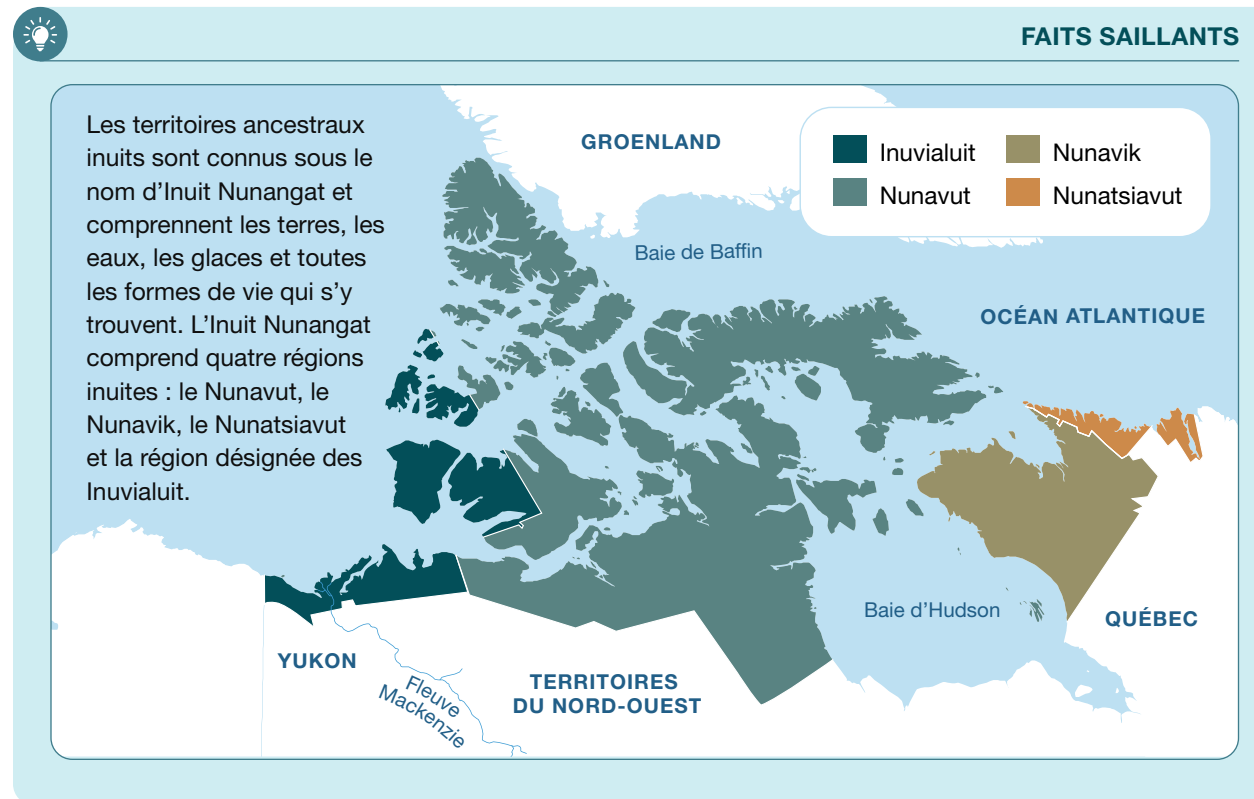 FAITS SAILLANTS
Les territoires ancestraux
inuits sont connus sous le
nom d’Inuit Nunangat et
comprennent les terres, les
eaux, les glaces et toutes
les formes de vie qui s’y
trouvent. L’Inuit Nunangat
comprend quatre régions
inuites : le Nunavut, le
Nunavik, le Nunatsiavut
et la région désignée des
Inuvialuit.
GROENLAND
Inuvialuit
Nunavik
Nunavut
Nunatsiavut
Baie de Baffin
OCÉAN ATLANTIQUE
Baie d’Hudson
QUÉBEC
YUKON
Fleuve
Mackenzie
TERRITOIRES
DU NORD-OUEST